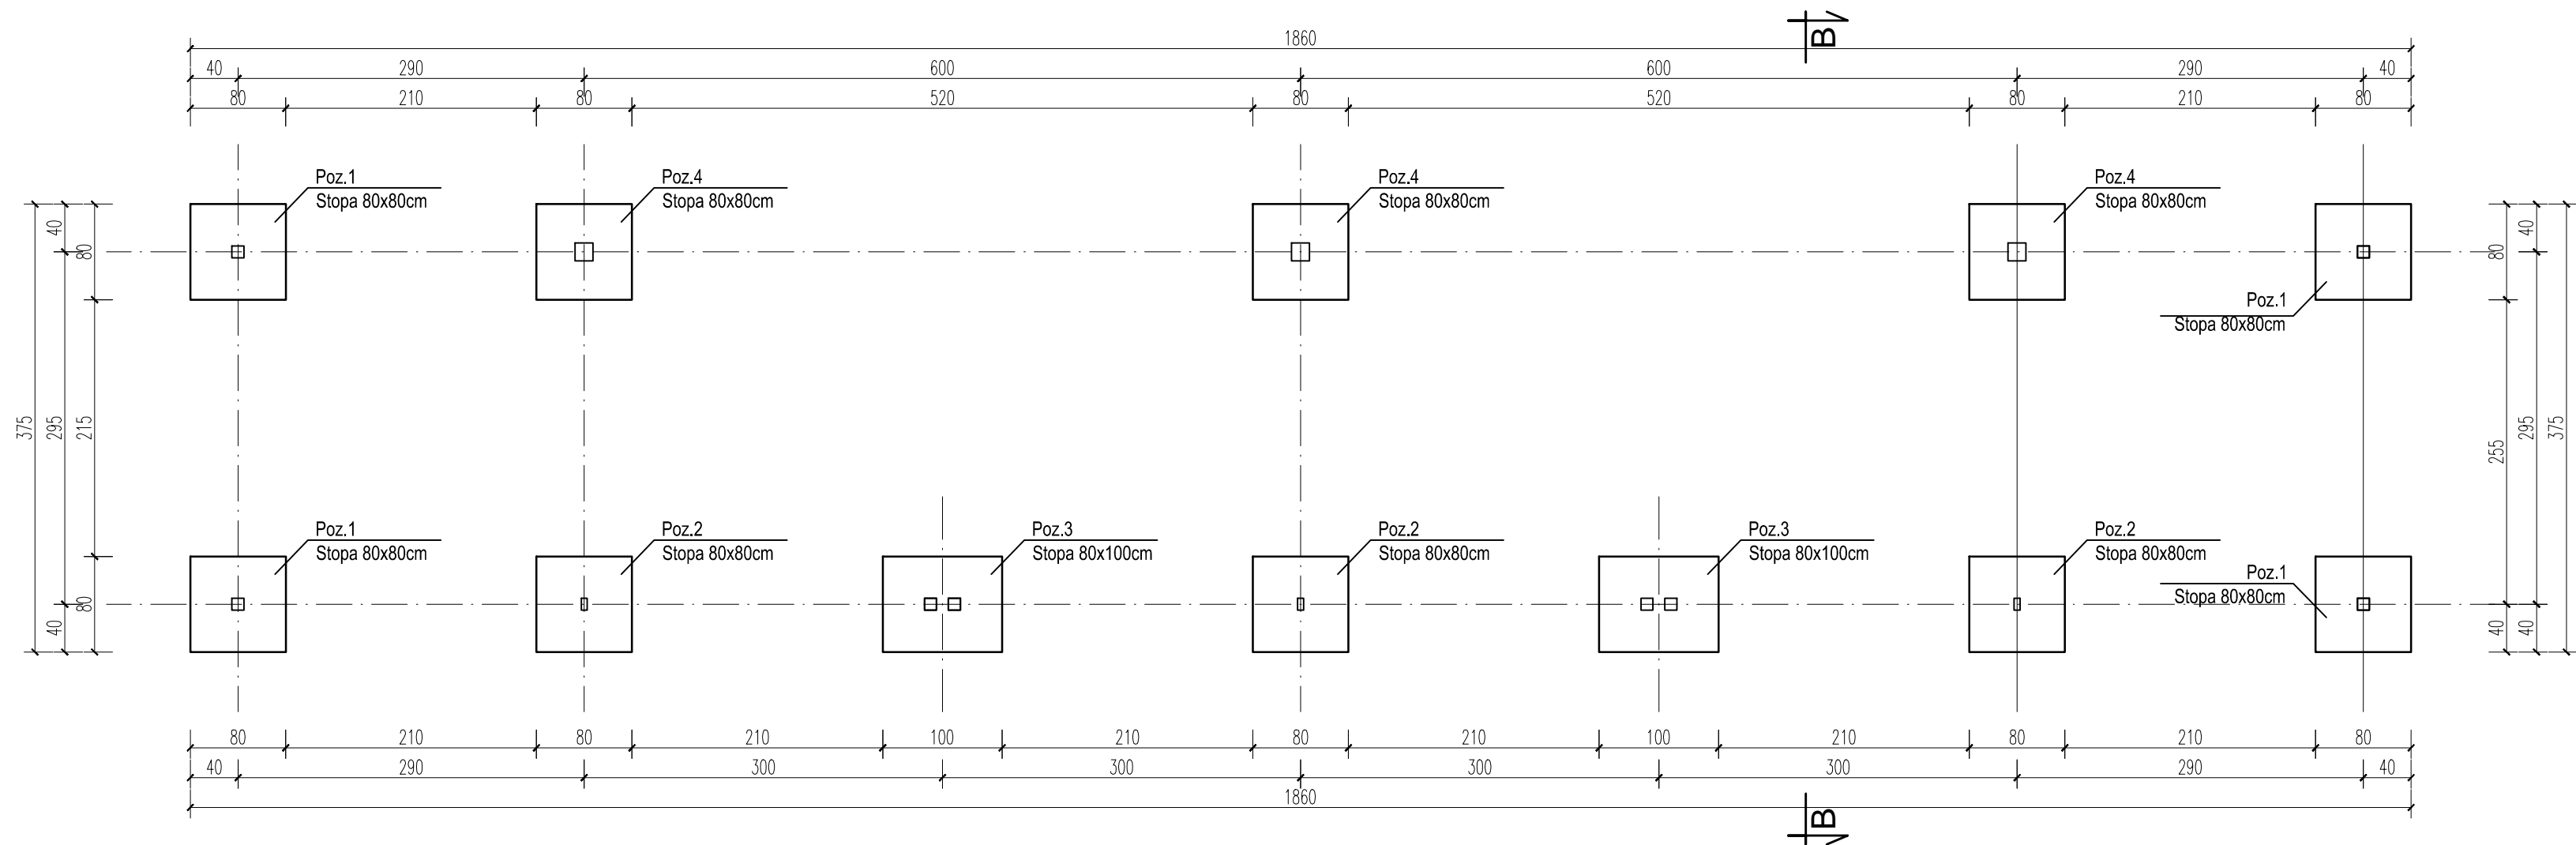 B
1860
40 290 600 600 290 40
80 210 80 520 80 520 80 210 80
Poz.1 Poz.4 Poz.4 Poz.4
Stopa 80x80cm Stopa 80x80cm Stopa 80x80cm Stopa 80x80cm
40 80 80 40
Poz.1
Stopa 80x80cm
375 295 215 255 295 375
Poz.1 Poz.2 Poz.3 Poz.2 Poz.3 Poz.2
Stopa 80x80cm Stopa 80x80cm Stopa 80x100cm Stopa 80x80cm Stopa 80x100cm Stopa 80x80cm
Poz.1
Stopa 80x80cm
40 80 40 40
80 210 80 210 100 210 80 210 100 210 80 210 80
40 290 300 300 300 300 290 40
1860
B